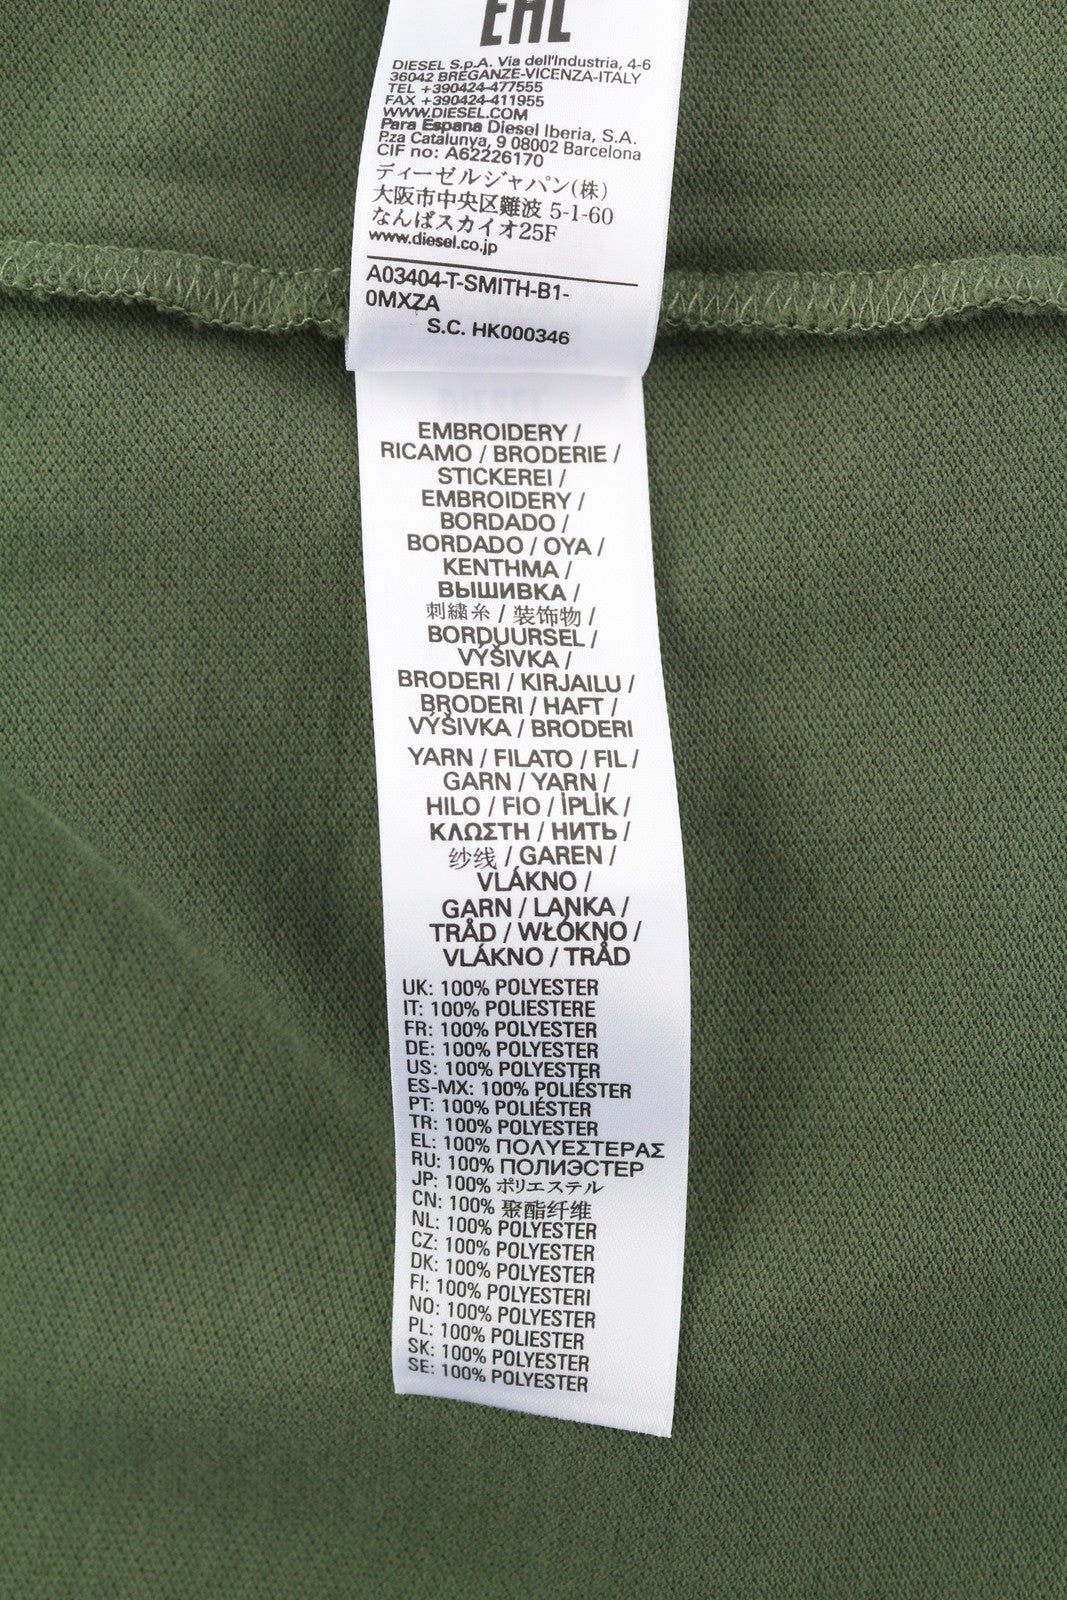 EAC
DIESEL S.p.A. Via dell'Industria, 4-6
36042 BREGANZE-VICENZA-ITALY
TEL +390424-477555
FAX +390424-411955
WWW.DIESEL.COM
Para Espana Diesel Iberia, S.A.
P.za Catalunya, 9 08002 Barcelona
CIF no: A62226170
ディーゼルジャパン(株)
大阪市中央区難波 5-1-60
なんばスカイオ25F
www.diesel.co.jp
A03404-T-SMITH-B1-
0MXZA
S.C. HK000346
EMBROIDERY /
RICAMO / BRODERIE /
STICKEREI /
EMBROIDERY /
BORDADO /
BORDADO / OYA /
KENTHMA /
ВЫШИВКА /
刺繍糸 / 装饰物 /
BORDUURSEL /
VÝŠIVKA /
BRODERI / KIRJAILU /
BRODERI / HAFT /
VÝŠIVKA / BRODERI
YARN / FILATO / FIL /
GARN / YARN /
HILO / FIO / İPLİK /
ΚΛΩΣΤΗ / НИТЬ /
纱线 / GAREN /
VLÁKNO /
GARN / LANKA /
TRÅD / WŁÓKNO /
VLÁKNO / TRÅD
UK: 100% POLYESTER
IT: 100% POLIESTERE
FR: 100% POLYESTER
DE: 100% POLYESTER
US: 100% POLYESTER
ES-MX: 100% POLIÉSTER
PT: 100% POLIÉSTER
TR: 100% POLYESTER
EL: 100% ΠΟΛΥΕΣΤΕΡΑΣ
RU: 100% ПОЛИЭСТЕР
JP: 100% ポリエステル
CN: 100% 聚酯纤维
NL: 100% POLYESTER
CZ: 100% POLYESTER
DK: 100% POLYESTER
FI: 100% POLYESTERI
NO: 100% POLYESTER
PL: 100% POLIESTER
SK: 100% POLYESTER
SE: 100% POLYESTER